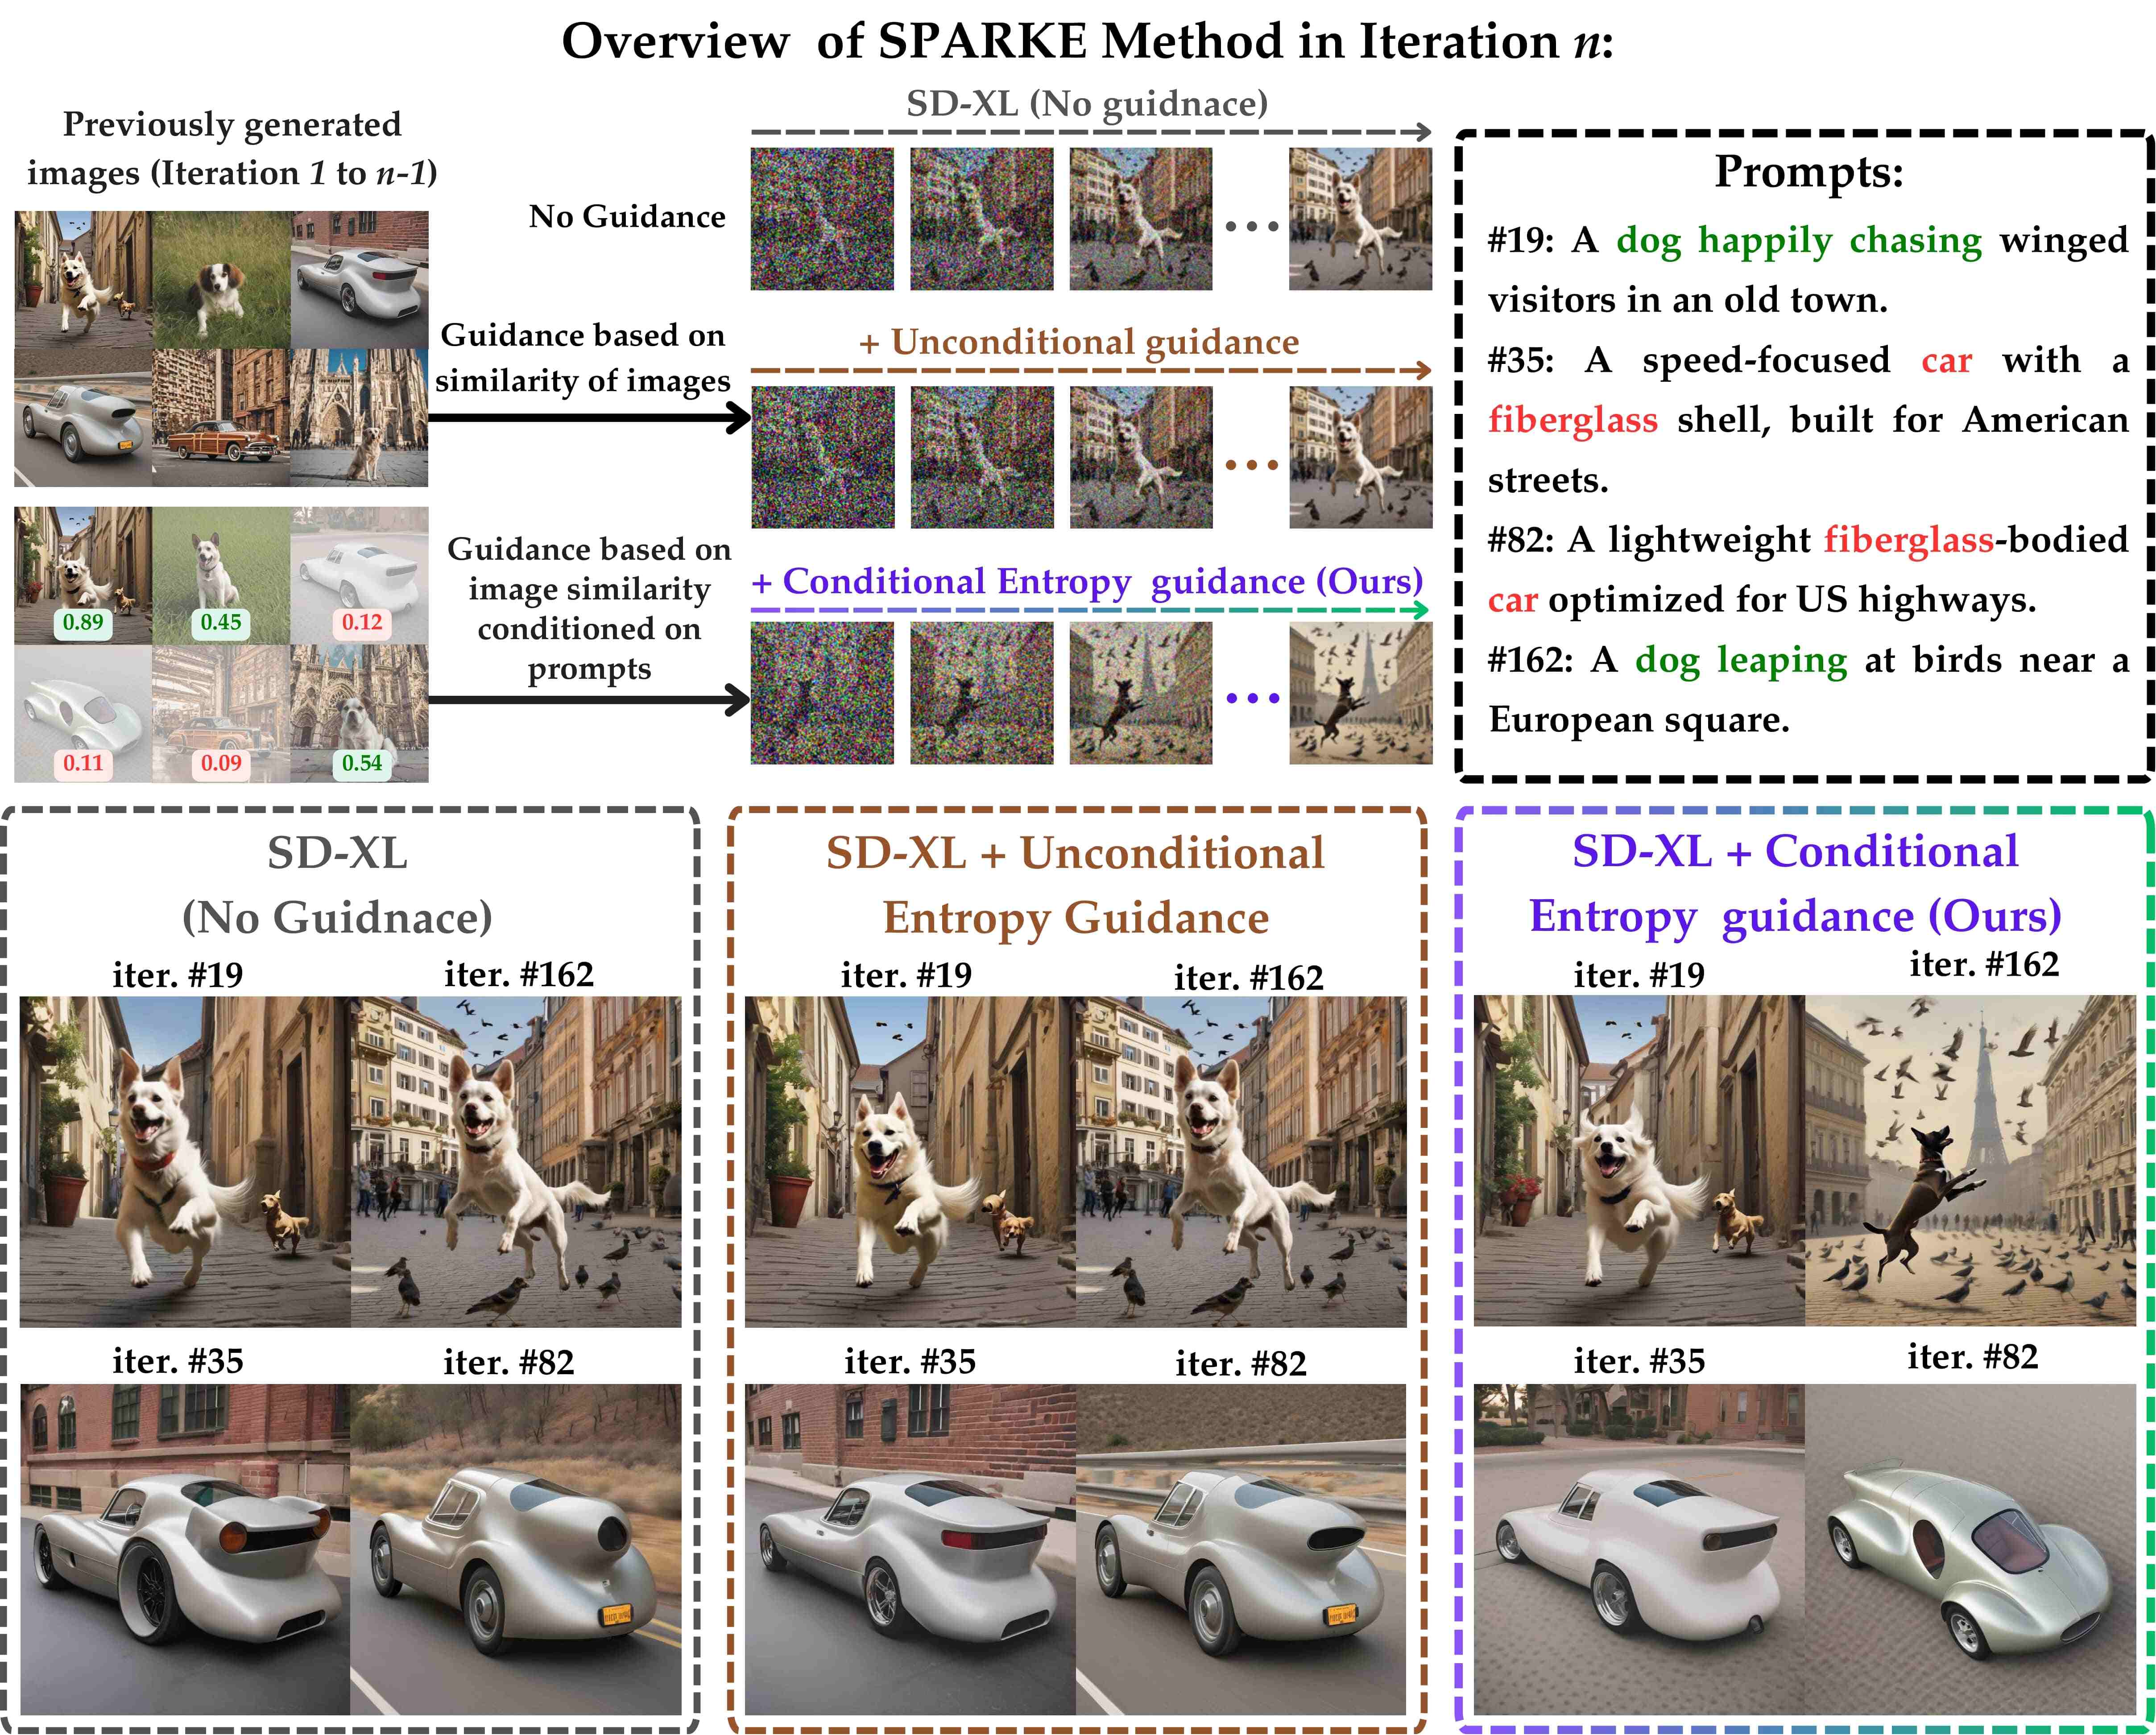 Overview of SPARKE Method in Iteration n:
Previously generated
images (Iteration 1 to n-1)
SD-XL (No guidnace)
No Guidance
Guidance based on
similarity of images
+ Unconditional guidance
0.89
0.45
0.12
0.11
0.09
0.54
Guidance based on
image similarity
conditioned on
prompts
+ Conditional Entropy guidance (Ours)
Prompts:
#19: A dog happily chasing winged
visitors in an old town.
#35: A speed-focused car with a
fiberglass shell, built for American
streets.
#82: A lightweight fiberglass-bodied
car optimized for US highways.
#162: A dog leaping at birds near a
European square.
SD-XL
(No Guidnace)
iter. #19
iter. #162
iter. #35
iter. #82
SD-XL + Unconditional
Entropy Guidance
iter. #19
iter. #162
iter. #35
iter. #82
SD-XL + Conditional
Entropy guidance (Ours)
iter. #19
iter. #162
iter. #35
iter. #82